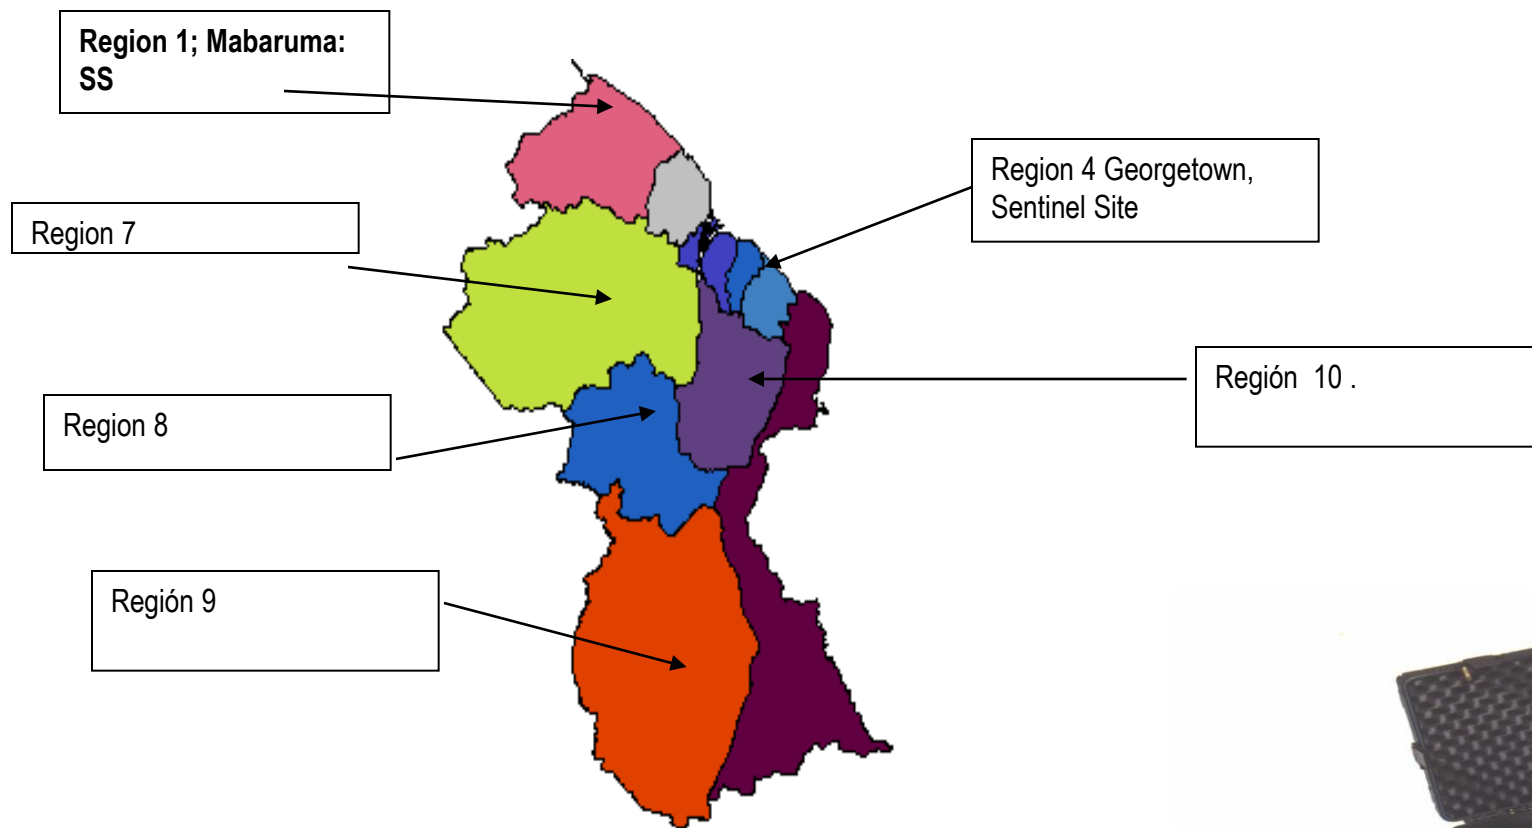 Region 1; Mabaruma:
SS
Region 4 Georgetown,
Sentinel Site
Region 7
Región 10 .
Region 8
Región 9